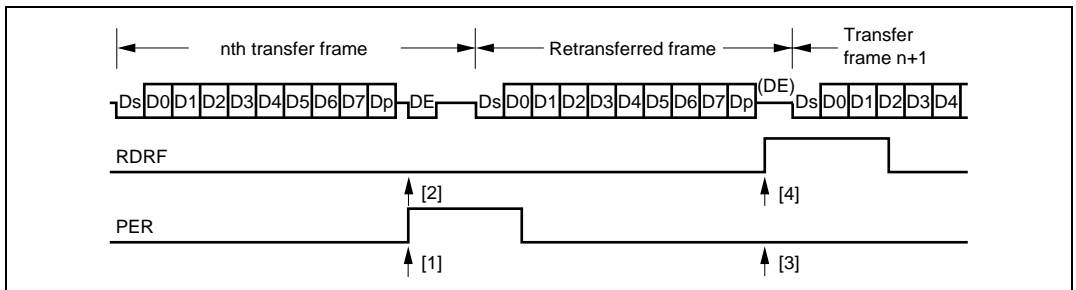 nth transfer frame
Retransferred frame
Transfer
frame n+1
Ds D0 D1 D2 D3 D4 D5 D6 D7 Dp DE Ds D0 D1 D2 D3 D4 D5 D6 D7 Dp (DE) Ds D0 D1 D2 D3 D4
RDRF
[2] [4]
PER
[1] [3]